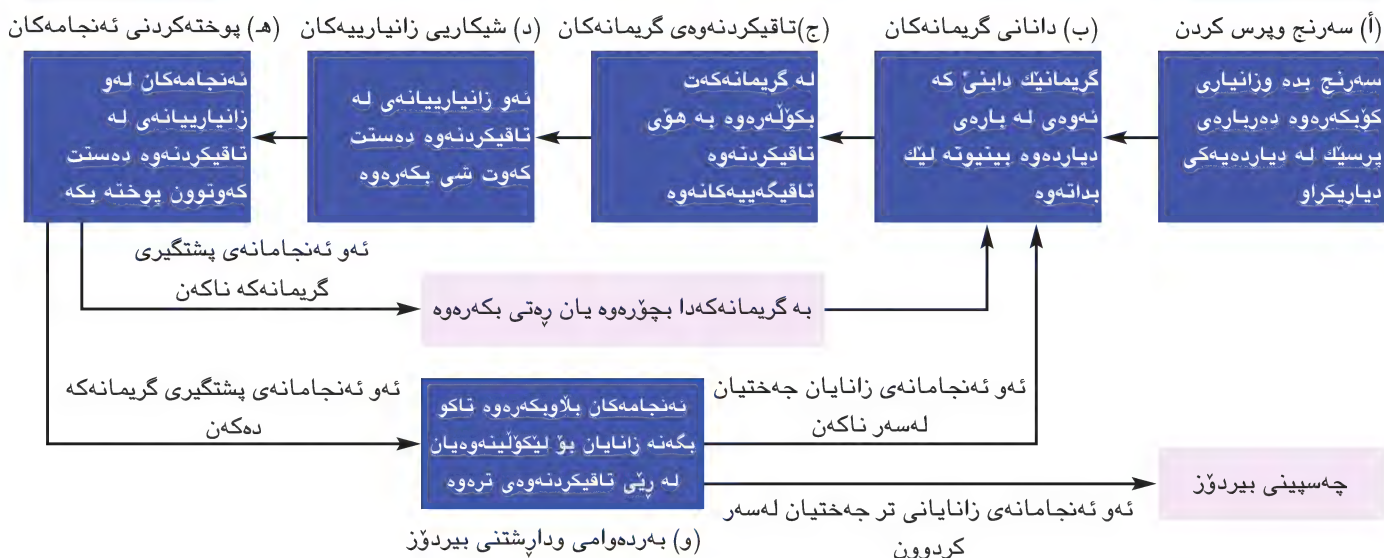 (أ) سەرنج وپرس کردن
سەرنج بدە وزانیاری
کۆبکەرەوە دەربارەی
پرسێك لە دیاردەیەکی
دیاریکراو
(ب) دانانی گریمانەکان
گریمانێك دابنێ کە
ئەوەی لە بارەی
دیاردەوە بینیوتە لێك
بداتەوە
(ج)تاقیکردنەوەی گریمانەکان
لە گریمانەکەت
بکۆڵەرەوە بە هۆی
تاقیکردنەوە
تاقیگەییەکانەوە
(د) شیکاریی زانیارییەکان
ئەو زانیارییانەی لە
تاقیکردنەوە دەستت
کەوت شی بکەرەوە
(هـ) پوختەکردنی ئەنجامەکان
ئەنجامەکان لەو
زانیارییانەی لە
تاقیکردنەوە دەستت
کەوتوون پوختە بکە
ئەو ئەنجامانەی پشتگیری
گریمانەکە ناکەن
بە گریمانەکەدا بچۆرەوە یان ڕەتی بکەرەوە
ئەو ئەنجامانەی پشتگیری گریمانەکە
دەکەن
ئەنجامەکان بڵاوبکەرەوە تاکو
بگەنە زانایان بۆ لێکۆڵینەوەیان
لە ڕێی تاقیکردنەوەی ترەوە
(و) بەردەوامی وداڕشتنی بیردۆز
ئەو ئەنجامانەی زانایان جەختیان
لەسەر ناکەن
ئەو ئەنجامانەی زانایانی تر جەختیان لەسەر
کردوون
چەسپینی بیردۆز